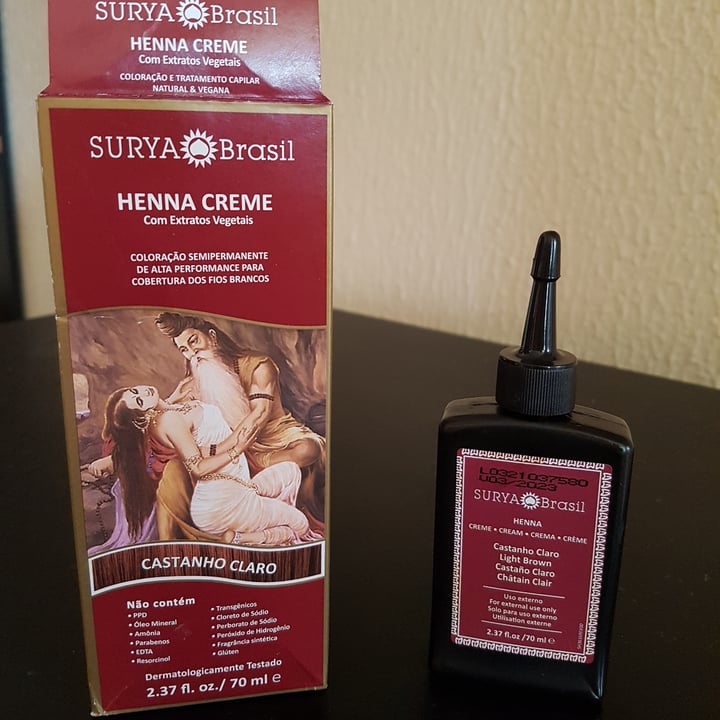 SURYA Brasil
HENNA CREME
Com Extratos Vegetais
COLORAÇÃO E TRATAMENTO CAPILAR
NATURAL & VEGANA
SURYA Brasil
HENNA CREME
Com Extratos Vegetais
COLORAÇÃO SEMIPERMANENTE
DE ALTA PERFORMANCE PARA
COBERTURA DOS FIOS BRANCOS
CASTANHO CLARO
Não contém
• PPD
• Óleo Mineral
• Amônia
• Parabenos
• EDTA
• Resorcinol
• Transgênicos
• Cloreto de Sódio
• Perborato de Sódio
• Peróxido de Hidrogênio
• Fragrância sintética
• Glúten
Dermatologicamente Testado
2.37 fl. oz./ 70 ml e
L0321037580
V03/2023
SURYA Brasil
HENNA
CREME • CREAM • CREMA • CRÈME
Castanho Claro
Light Brown
Castaño Claro
Châtain Clair
Uso externo
For external use only
Solo para uso externo
Utilisation externe
2.37 fl.oz/70 ml e